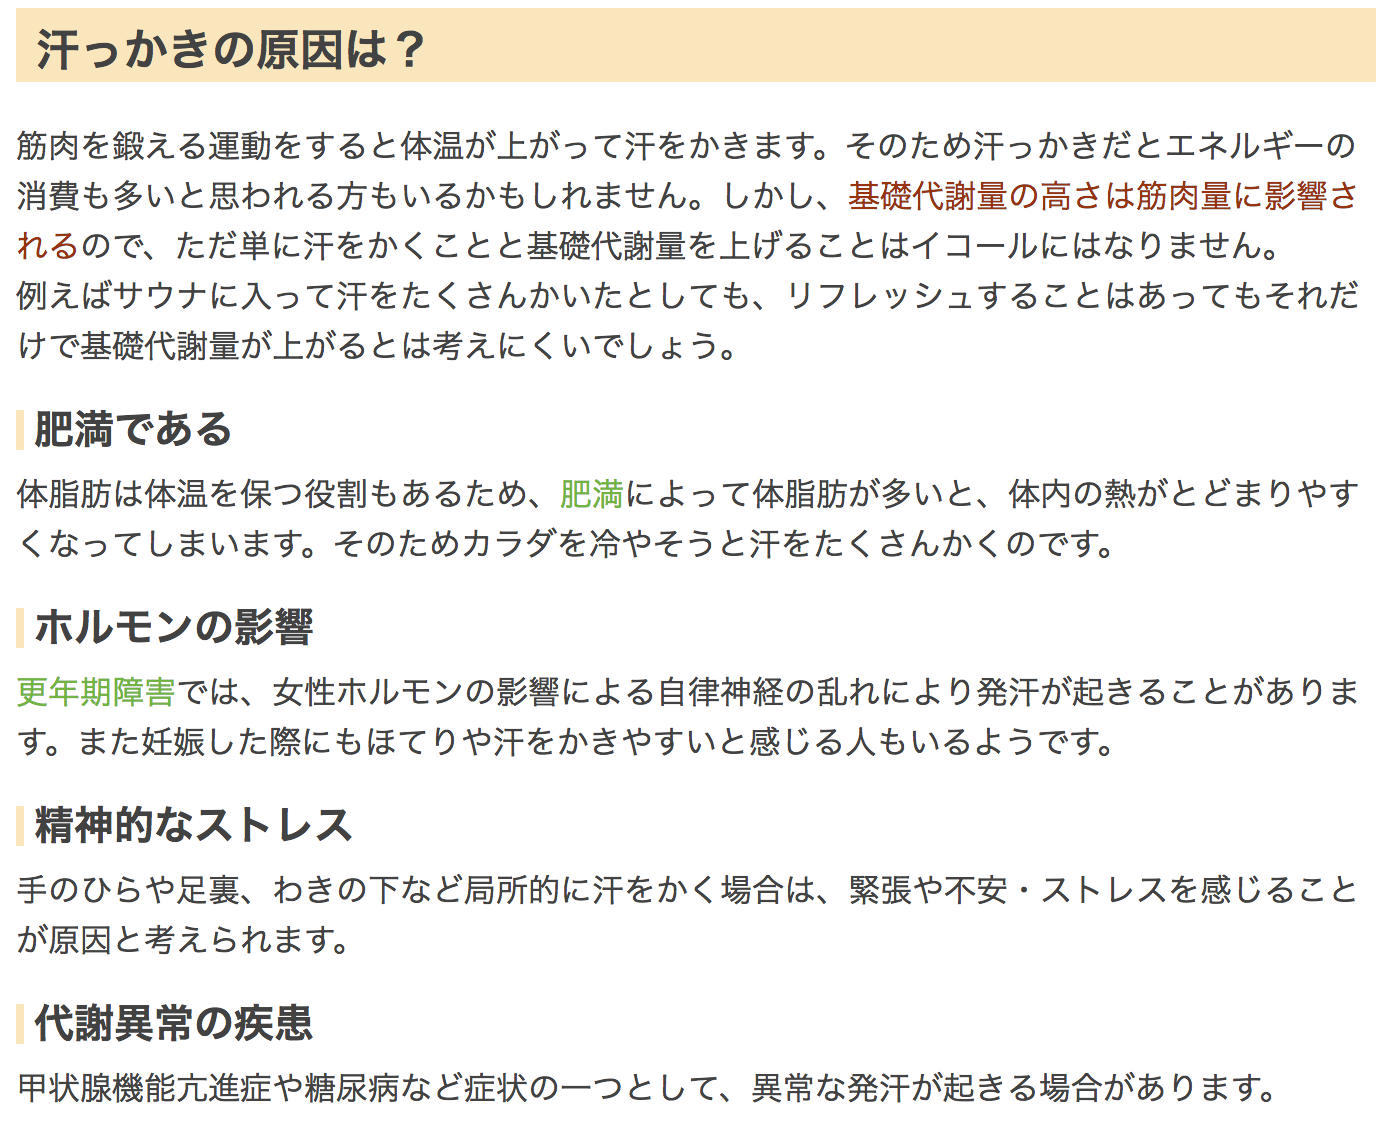 汗っかきの原因は？
筋肉を鍛える運動をすると体温が上がって汗をかきます。そのため汗っかきだとエネルギーの
消費も多いと思われる方もいるかもしれません。しかし、基礎代謝量の高さは筋肉量に影響さ
れるので、ただ単に汗をかくことと基礎代謝量を上げることはイコールにはなりません。
例えばサウナに入って汗をたくさんかいたとしても、リフレッシュすることはあってもそれだ
けで基礎代謝量が上がるとは考えにくいでしょう。
肥満である
体脂肪は体温を保つ役割もあるため、肥満によって体脂肪が多いと、体内の熱がとどまりやす
くなってしまいます。そのためカラダを冷やそうと汗をたくさんかくのです。
ホルモンの影響
更年期障害では、女性ホルモンの影響による自律神経の乱れにより発汗が起きることがありま
す。また妊娠した際にもほてりや汗をかきやすいと感じる人もいるようです。
精神的なストレス
手のひらや足裏、わきの下など局所的に汗をかく場合は、緊張や不安・ストレスを感じること
が原因と考えられます。
代謝異常の疾患
甲状腺機能亢進症や糖尿病など症状の一つとして、異常な発汗が起きる場合があります。